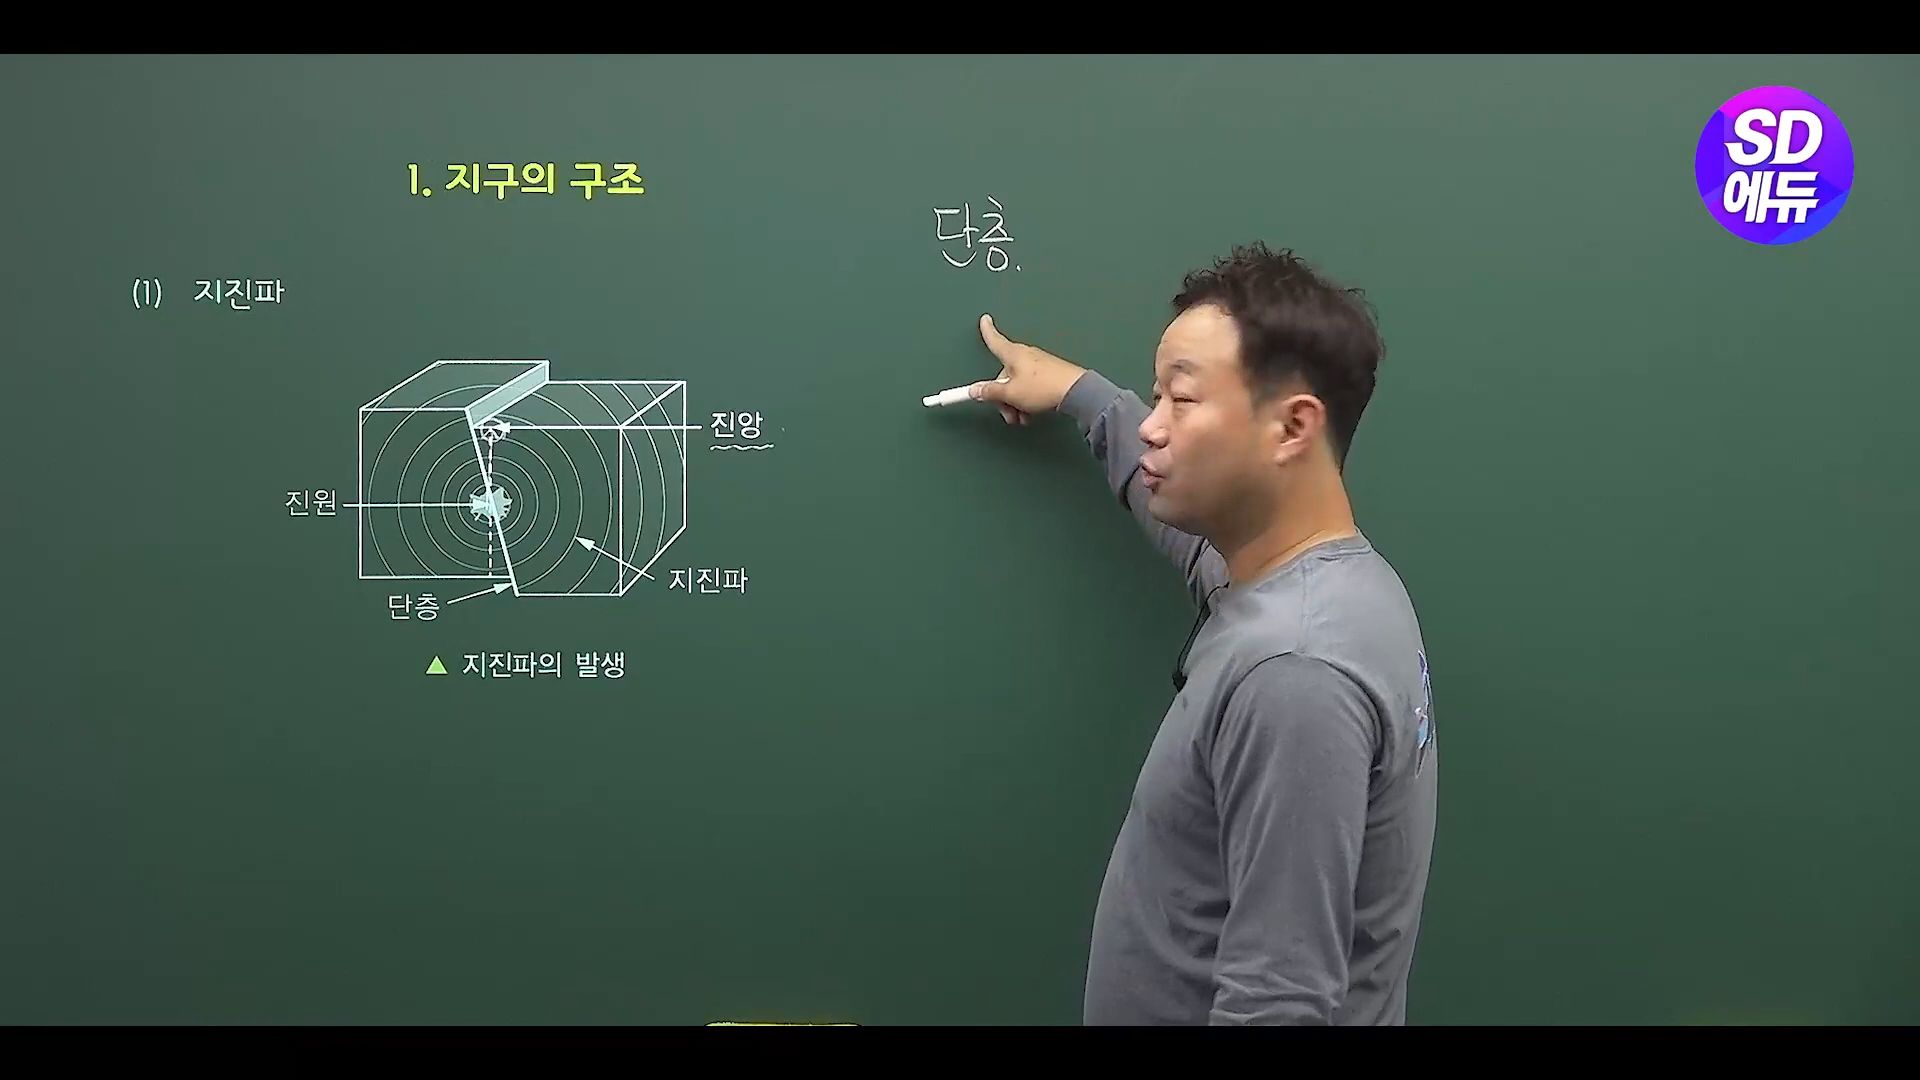 SD
에듀
1. 지구의 구조
단층.
(1) 지진파
진앙
진원
지진파
단층
▲ 지진파의 발생